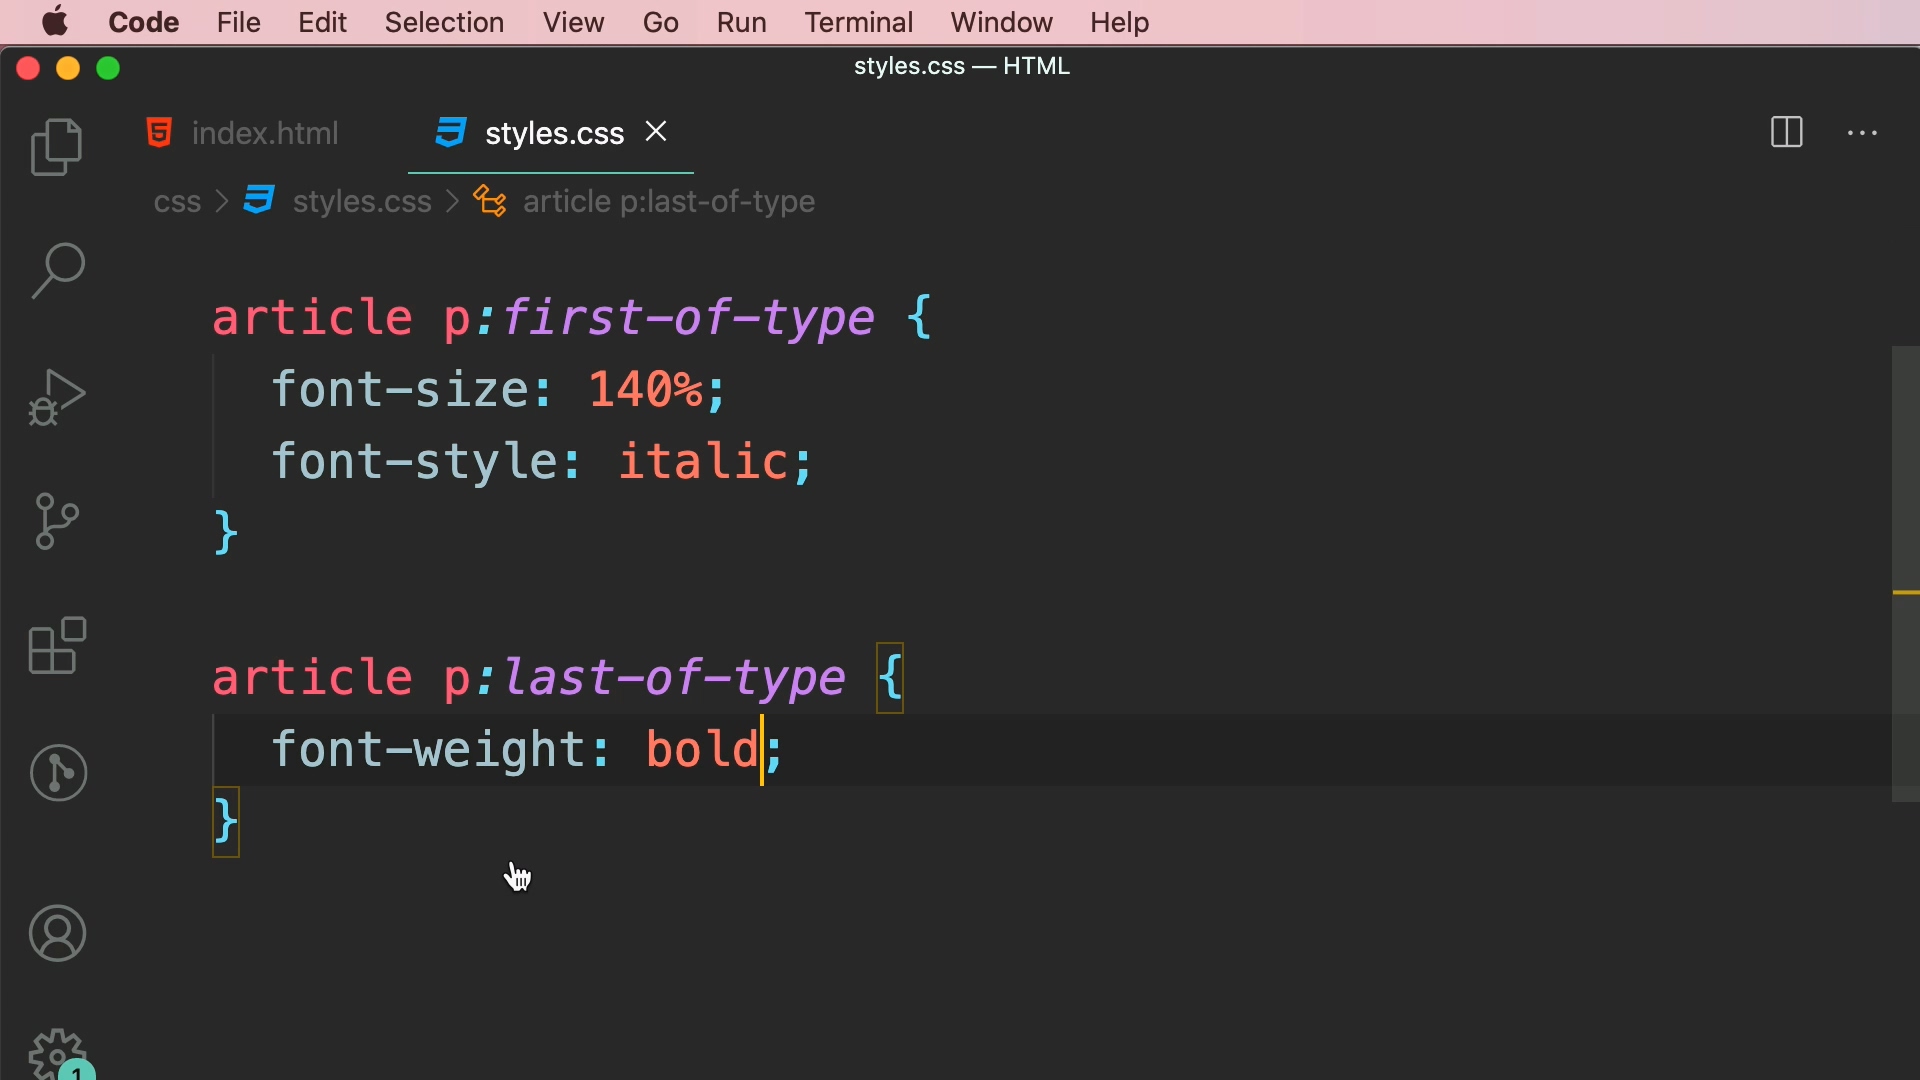 Code File Edit Selection View Go Run Terminal Window Help
styles.css — HTML
index.html styles.css
css > styles.css > article p:last-of-type
article p:first-of-type {
font-size: 140%;
font-style: italic;
}
article p:last-of-type {
font-weight: bold;
}
1